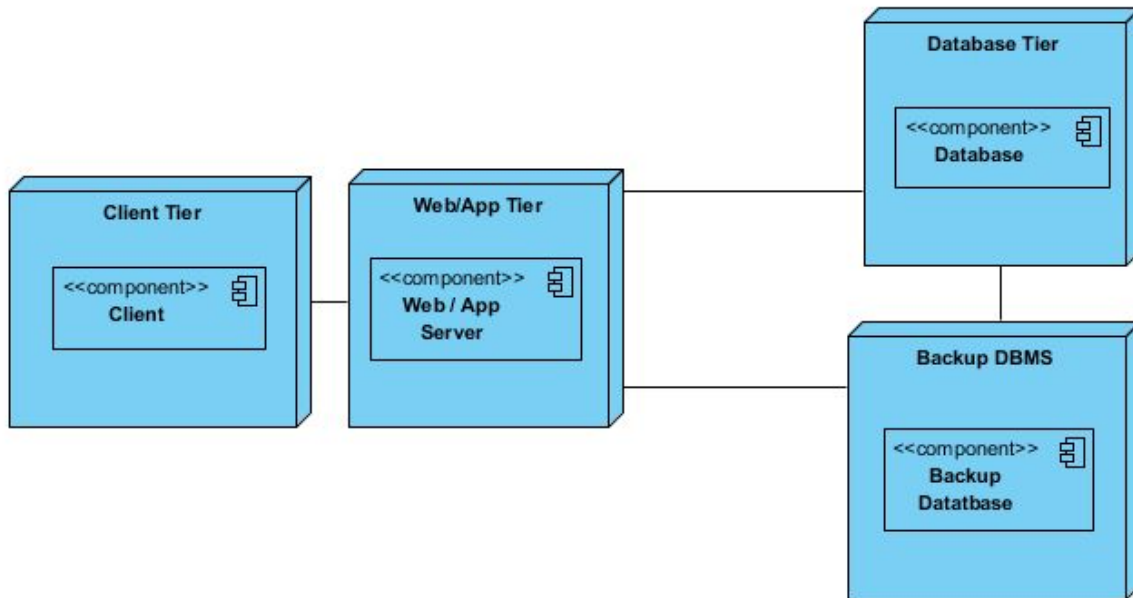 Client Tier
<<component>>
Client
Web/App Tier
<<component>>
Web / App
Server
Database Tier
<<component>>
Database
Backup DBMS
<<component>>
Backup
Datatbase